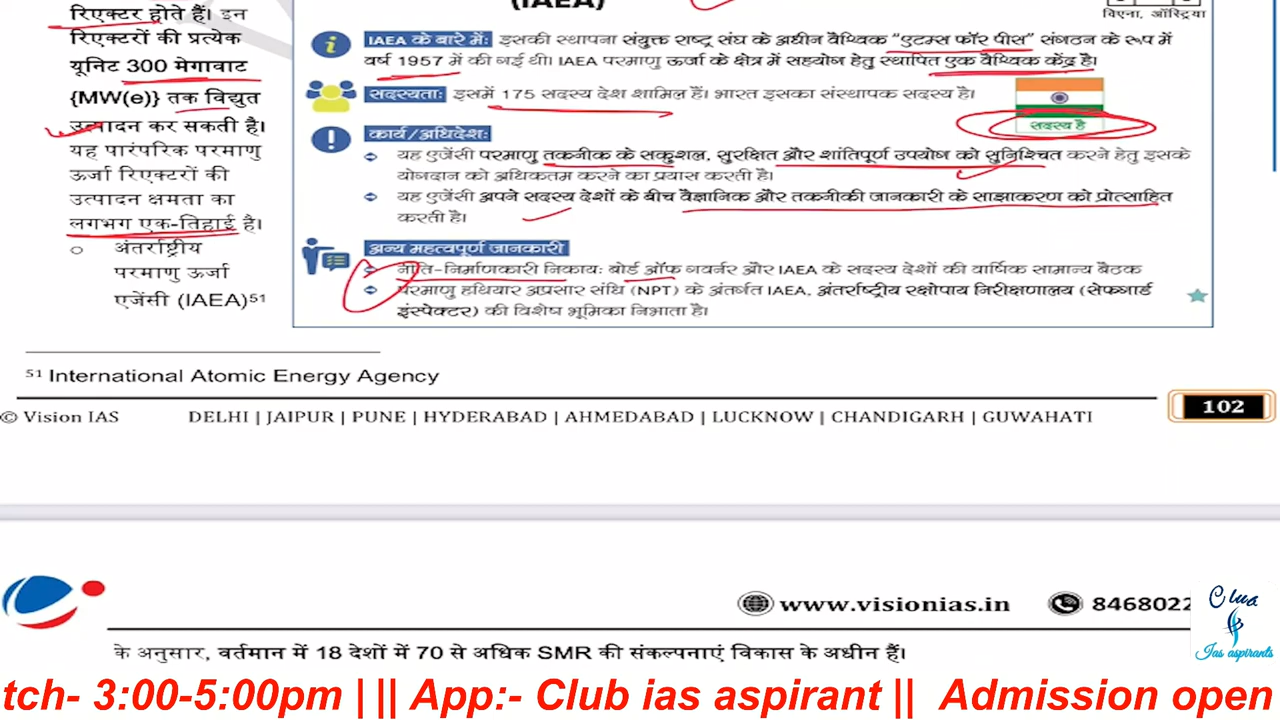 रिएक्टर होते हैं। इन
रिएक्टरों की प्रत्येक
यूनिट 300 मेगावाट
{MW(e)} तक विद्युत
उत्पादन कर सकती है।
यह पारंपरिक परमाणु
ऊर्जा रिएक्टरों की
उत्पादन क्षमता का
लगभग एक-तिहाई है।
○ अंतर्राष्ट्रीय
परमाणु ऊर्जा
एजेंसी (IAEA)51
(IAEA)
विएना, ऑस्ट्रिया
IAEA के बारे में: इसकी स्थापना संयुक्त राष्ट्र संघ के अधीन वैश्विक “एटम्स फॉर पीस” संगठन के रूप में
वर्ष 1957 में की गई थी। IAEA परमाणु ऊर्जा के क्षेत्र में सहयोग हेतु स्थापित एक वैश्विक केंद्र है।
सदस्यता: इसमें 175 सदस्य देश शामिल हैं। भारत इसका संस्थापक सदस्य है।
सदस्य है
कार्य/अधिदेश:
यह एजेंसी परमाणु तकनीक के सकुशल, सुरक्षित और शांतिपूर्ण उपयोग को सुनिश्चित करने हेतु इसके
योगदान को अधिकतम करने का प्रयास करती है।
यह एजेंसी अपने सदस्य देशों के बीच वैज्ञानिक और तकनीकी जानकारी के साझाकरण को प्रोत्साहित
करती है।
अन्य महत्वपूर्ण जानकारी
नीति-निर्माणकारी निकाय: बोर्ड ऑफ गवर्नर और IAEA के सदस्य देशों की वार्षिक सामान्य बैठक
परमाणु हथियार अप्रसार संधि (NPT) के अंतर्गत IAEA, अंतर्राष्ट्रीय रक्षोपाय निरीक्षणालय (सेफगार्ड
इंस्पेक्टर) की विशेष भूमिका निभाता है।
51 International Atomic Energy Agency
© Vision IAS DELHI | JAIPUR | PUNE | HYDERABAD | AHMEDABAD | LUCKNOW | CHANDIGARH | GUWAHATI
102
www.visionias.in 8468022
Club
Ias aspirants
के अनुसार, वर्तमान में 18 देशों में 70 से अधिक SMR की संकल्पनाएं विकास के अधीन हैं।
tch- 3:00-5:00pm | || App:- Club ias aspirant || Admission open